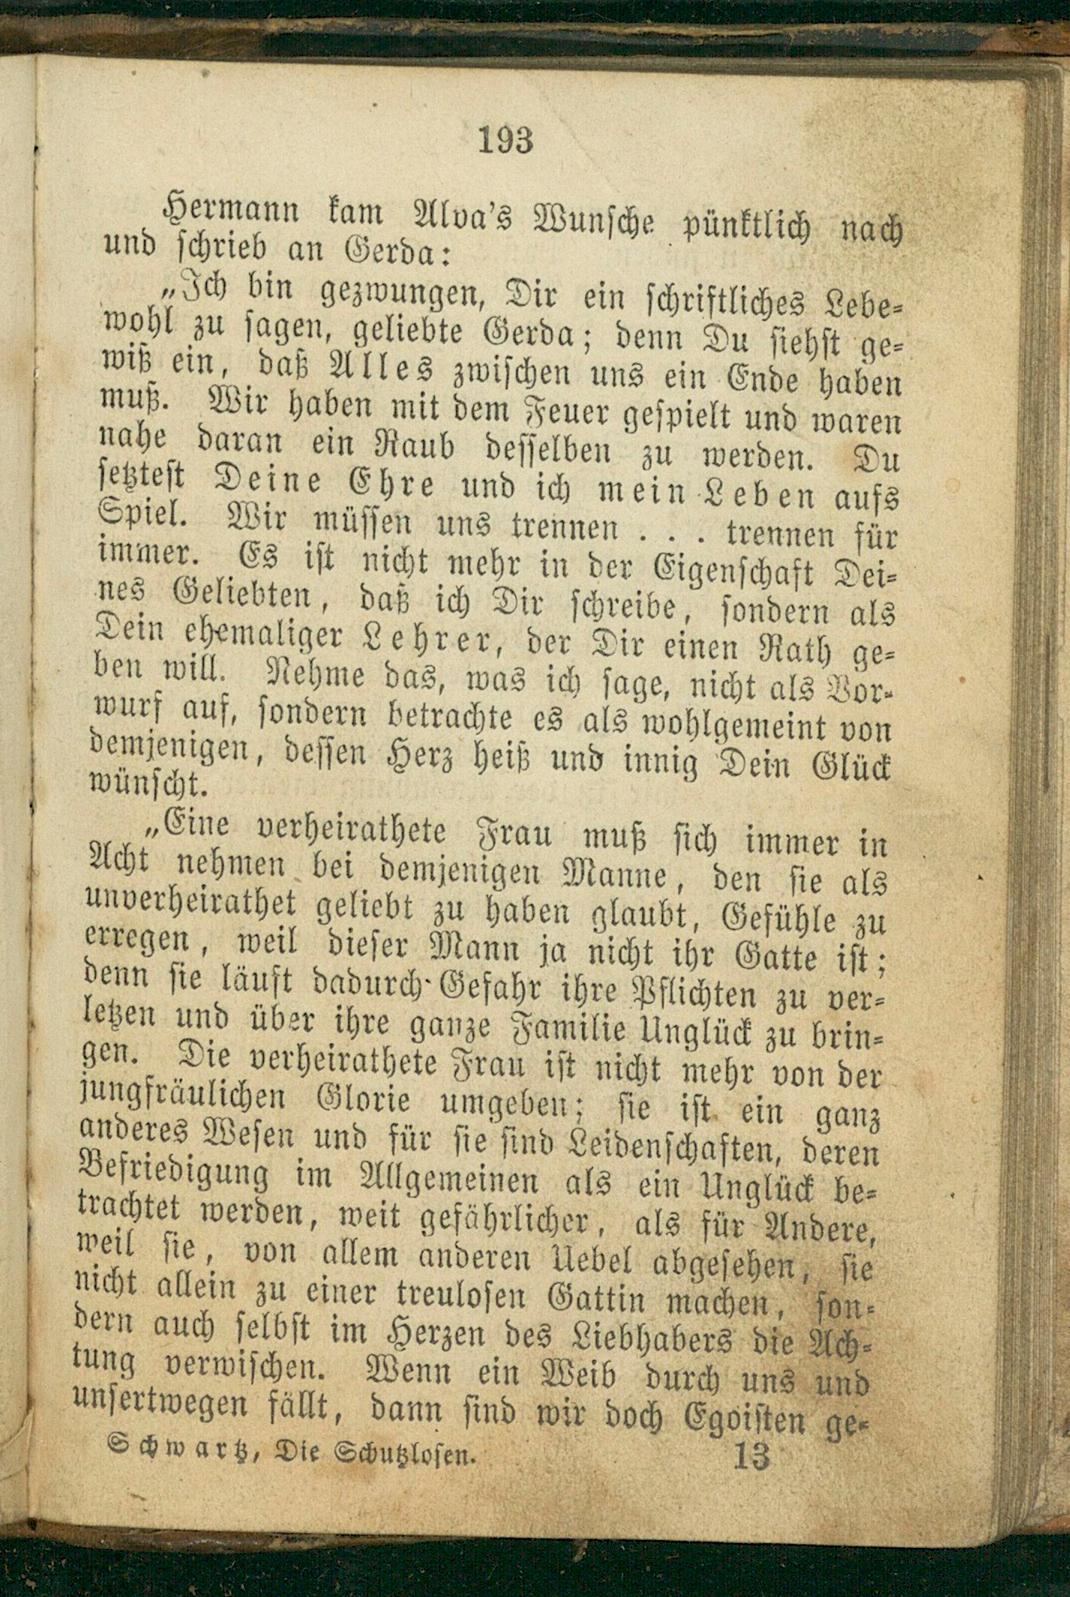 193
Hermann kam Alva's Wunsche pünktlich nach
und schrieb an Gerda:
„Ich bin gezwungen, Dir ein schriftliches Lebe-
wohl zu sagen, geliebte Gerda; denn Du siehst ge-
wiß ein, daß Alles zwischen uns ein Ende haben
muß. Wir haben mit dem Feuer gespielt und waren
nahe daran ein Raub desselben zu werden. Du
setztest Deine Ehre und ich mein Leben aufs
Spiel. Wir müssen uns trennen . . . trennen für
immer. Es ist nicht mehr in der Eigenschaft Dei-
nes Geliebten, daß ich Dir schreibe, sondern als
Dein ehemaliger Lehrer, der Dir einen Rath ge-
ben will. Nehme das, was ich sage, nicht als Vor-
wurf auf, sondern betrachte es als wohlgemeint von
demjenigen, dessen Herz heiß und innig Dein Glück
wünscht.
„Eine verheirathete Frau muß sich immer in
Acht nehmen bei demjenigen Manne, den sie als
unverheirathet geliebt zu haben glaubt, Gefühle zu
erregen, weil dieser Mann ja nicht ihr Gatte ist;
denn sie läuft dadurch Gefahr ihre Pflichten zu ver-
letzen und über ihre ganze Familie Unglück zu brin-
gen. Die verheirathete Frau ist nicht mehr von der
jungfräulichen Glorie umgeben; sie ist ein ganz
anderes Wesen und für sie sind Leidenschaften, deren
Befriedigung im Allgemeinen als ein Unglück be-
trachtet werden, weit gefährlicher, als für Andere,
weil sie, von allem anderen Uebel abgesehen, sie
nicht allein zu einer treulosen Gattin machen, son-
dern auch selbst im Herzen des Liebhabers die Ach-
tung verwischen. Wenn ein Weib durch uns und
unsertwegen fällt, dann sind wir doch Egoisten ge-
Schwartz, Die Schutzlosen. 13